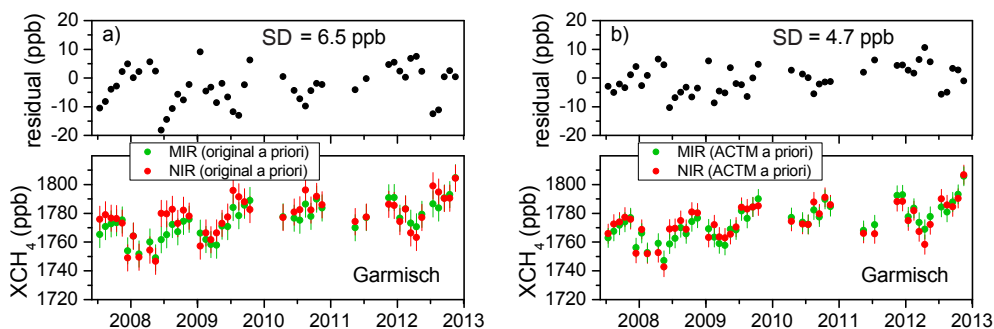 a)
SD = 6.5 ppb
residual (ppb)
20
10
0
-10
-20
MIR (original a priori)
NIR (original a priori)
XCH4 (ppb)
1800
1780
1760
1740
1720
Garmisch
2008 2009 2010 2011 2012 2013
b)
SD = 4.7 ppb
residual (ppb)
20
10
0
-10
-20
MIR (ACTM a priori)
NIR (ACTM a priori)
XCH4 (ppb)
1800
1780
1760
1740
1720
Garmisch
2008 2009 2010 2011 2012 2013